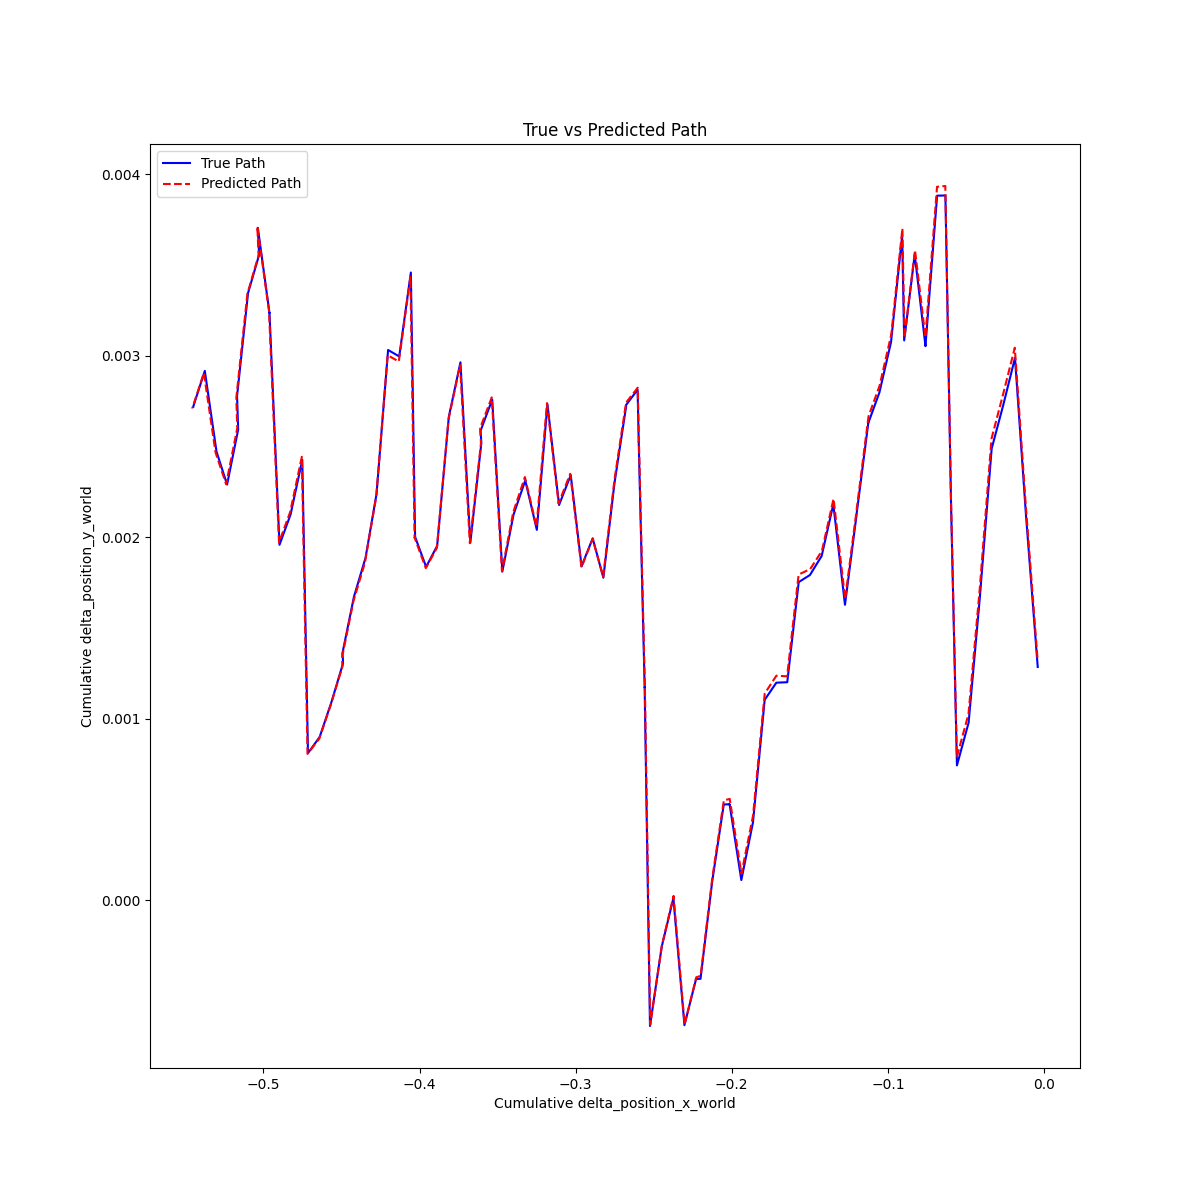 True vs Predicted Path
True Path
Predicted Path
0.004
0.003
0.002
0.001
0.000
Cumulative delta_position_y_world
−0.5
−0.4
−0.3
−0.2
−0.1
0.0
Cumulative delta_position_x_world